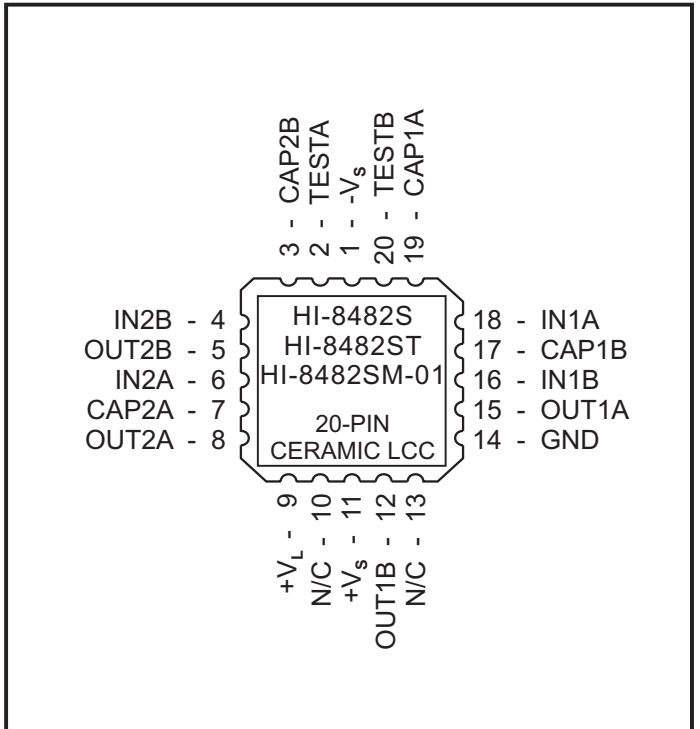 3 - CAP2B
2 - TESTA
1 - -Vs
20 - TESTB
19 - CAP1A
IN2B - 4
OUT2B - 5
IN2A - 6
CAP2A - 7
OUT2A - 8
HI-8482S
HI-8482ST
HI-8482SM-01
20-PIN
CERAMIC LCC
18 - IN1A
17 - CAP1B
16 - IN1B
15 - OUT1A
14 - GND
+VL - 9
N/C - 10
+Vs - 11
OUT1B - 12
N/C - 13